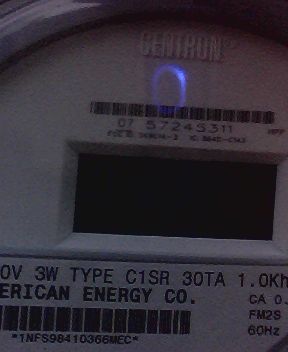 CENTRON®
07 57245311
0V 3W TYPE C1SR 30TA 1.0Kh
ERICAN ENERGY CO.
CA 0.
FM2S
60Hz
*1NFS98410366MEC*